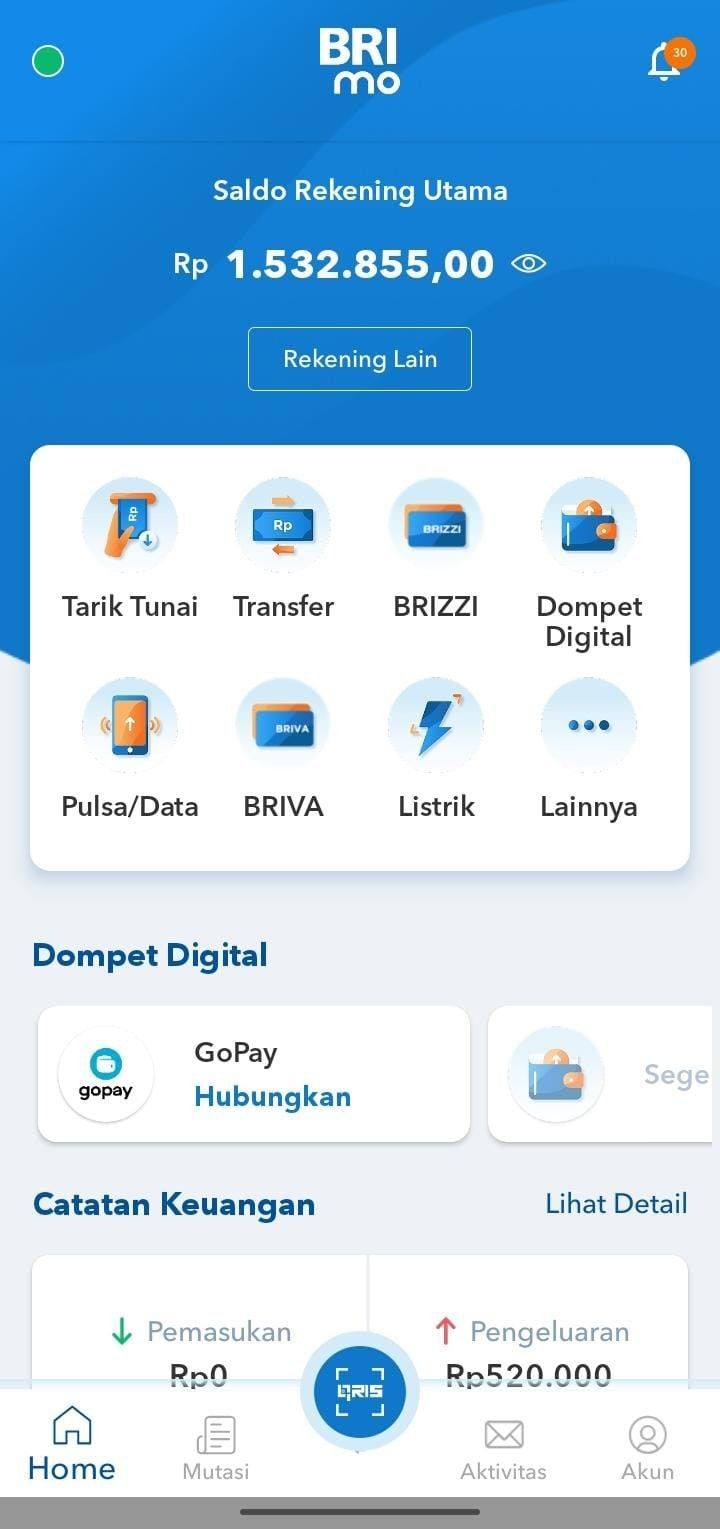 BRI
mo
30
Saldo Rekening Utama
Rp 1.532.855,00
Rekening Lain
Rp
Rp
BRIZZI
Tarik Tunai
Transfer
BRIZZI
Dompet
Digital
BRIVA
Pulsa/Data
BRIVA
Listrik
Lainnya
Dompet Digital
gopay
GoPay
Hubungkan
Sege
Catatan Keuangan
Lihat Detail
Pemasukan
Rp0
Pengeluaran
Rp520.000
QRIS
Home
Mutasi
Aktivitas
Akun